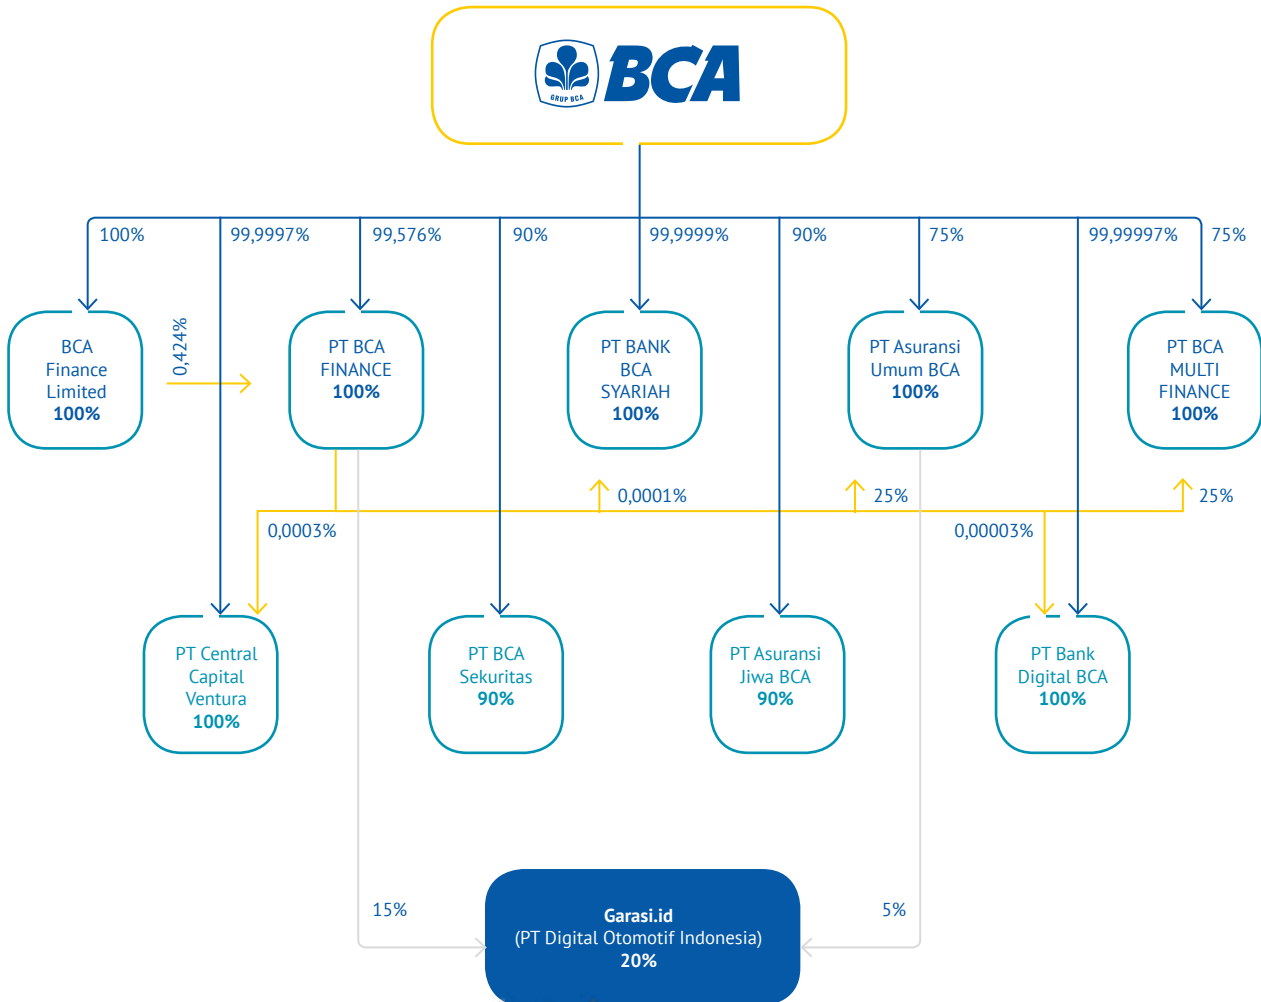 GRUP BCA
BCA
100%
99,9997%
99,576%
90%
99,9999%
90%
75%
99,99997%
75%
BCA
Finance
Limited
100%
0,424%
PT BCA
FINANCE
100%
PT BANK
BCA
SYARIAH
100%
PT Asuransi
Umum BCA
100%
PT BCA
MULTI
FINANCE
100%
0,0003%
0,0001%
25%
0,00003%
25%
PT Central
Capital
Ventura
100%
PT BCA
Sekuritas
90%
PT Asuransi
Jiwa BCA
90%
PT Bank
Digital BCA
100%
15%
5%
Garasi.id
(PT Digital Otomotif Indonesia)
20%